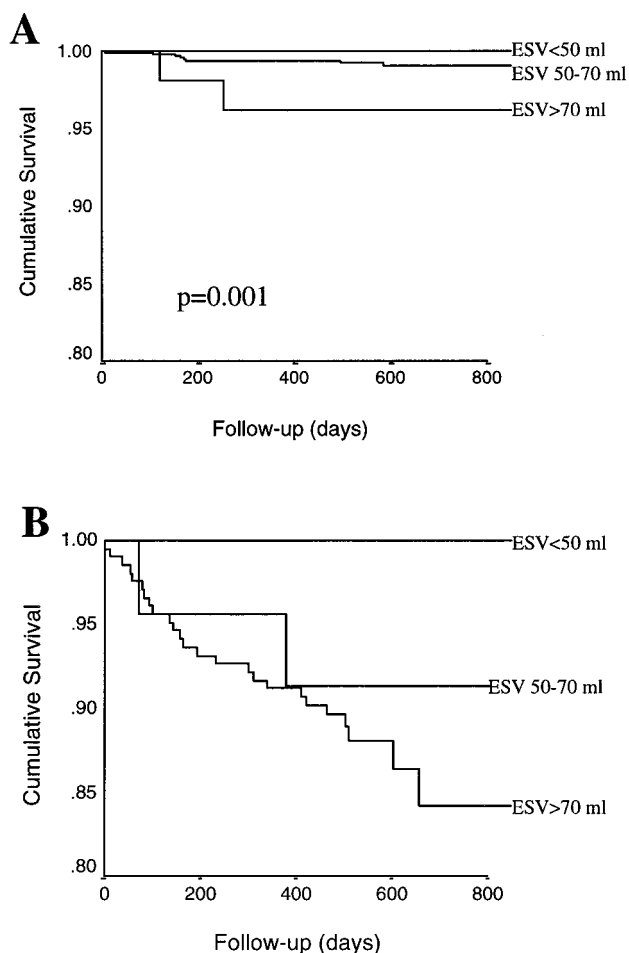 A
Cumulative Survival
1.00
.95
.90
.85
.80
ESV<50 ml
ESV 50-70 ml
ESV>70 ml
p=0.001
0 200 400 600 800
Follow-up (days)
B
Cumulative Survival
1.00
.95
.90
.85
.80
ESV<50 ml
ESV 50-70 ml
ESV>70 ml
0 200 400 600 800
Follow-up (days)